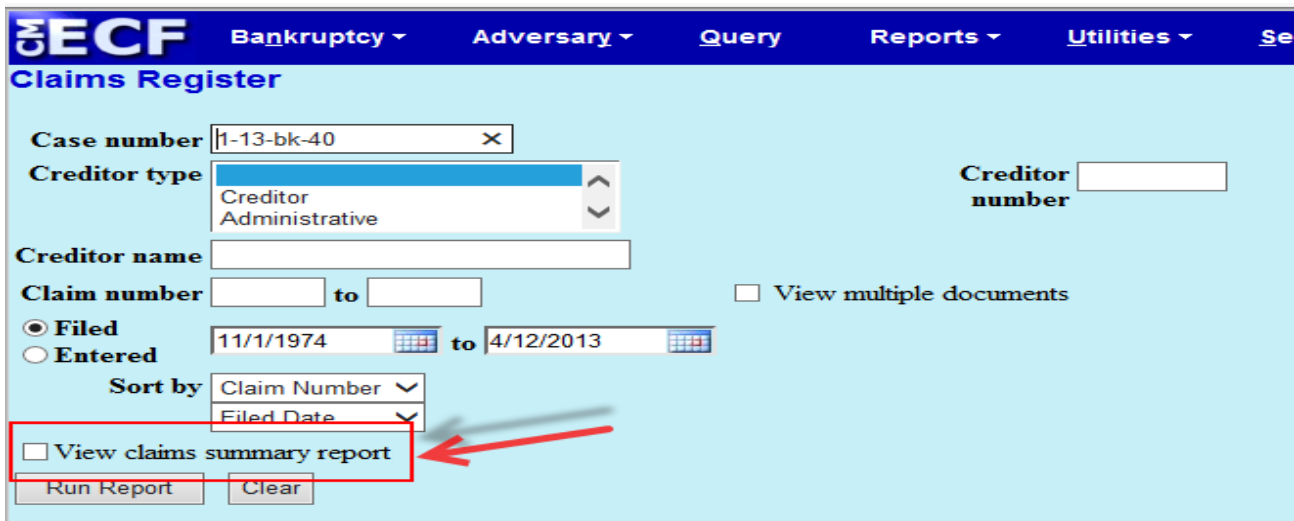 CM ECF Bankruptcy Adversary Query Reports Utilities Se
Claims Register
Case number 1-13-bk-40
Creditor type
Creditor
Administrative
Creditor number
Creditor name
Claim number to View multiple documents
Filed
Entered
11/1/1974 to 4/12/2013
Sort by Claim Number
Filed Date
View claims summary report
Run Report Clear